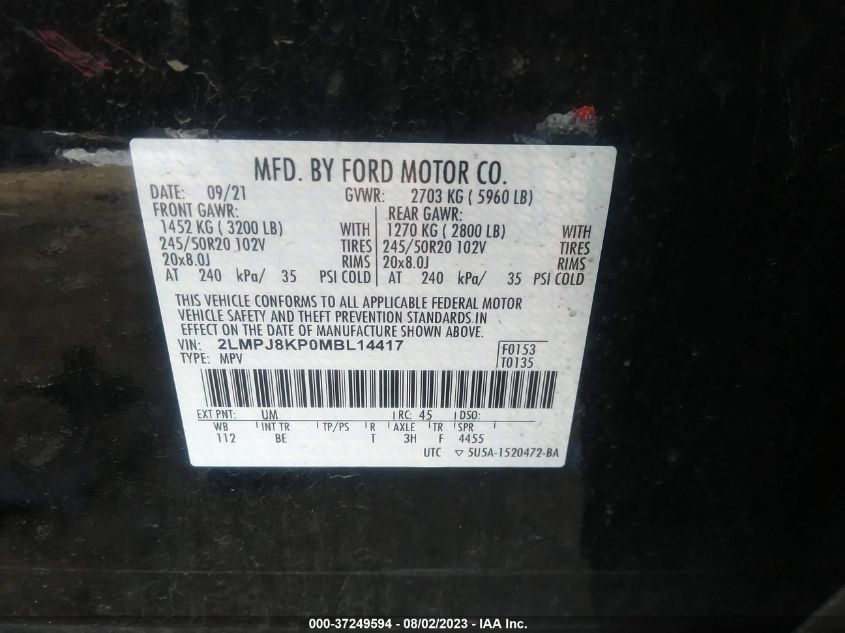 MFD. BY FORD MOTOR CO.
DATE: 09/21 GVWR: 2703 KG ( 5960 LB)
FRONT GAWR: REAR GAWR:
1452 KG ( 3200 LB) WITH 1270 KG ( 2800 LB) WITH
245/50R20 102V TIRES 245/50R20 102V TIRES
20x8.0J RIMS 20x8.0J RIMS
AT 240 kPa/ 35 PSI COLD AT 240 kPa/ 35 PSI COLD
THIS VEHICLE CONFORMS TO ALL APPLICABLE FEDERAL MOTOR
VEHICLE SAFETY AND THEFT PREVENTION STANDARDS IN
EFFECT ON THE DATE OF MANUFACTURE SHOWN ABOVE.
VIN: 2LMPJ8KP0MBL14417 F0153
TYPE: MPV T0135
EXT PNT: UM RC: 45 DSO:
WB INT TR TP/PS R AXLE TR SPR
112 BE T 3H F 4455
UTC ▽ 5U5A-1520472-BA
000-37249594 - 08/02/2023 - IAA Inc.